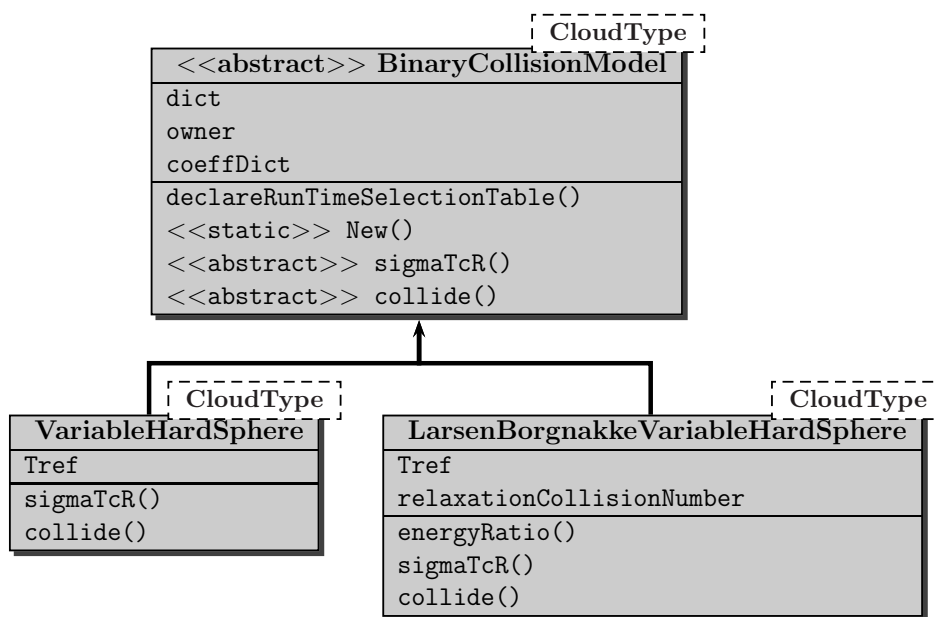 CloudType
<<abstract>> BinaryCollisionModel
dict
owner
coeffDict
declareRunTimeSelectionTable()
<<static>> New()
<<abstract>> sigmaTcR()
<<abstract>> collide()
CloudType
VariableHardSphere
Tref
sigmaTcR()
collide()
CloudType
LarsenBorgnakkeVariableHardSphere
Tref
relaxationCollisionNumber
energyRatio()
sigmaTcR()
collide()